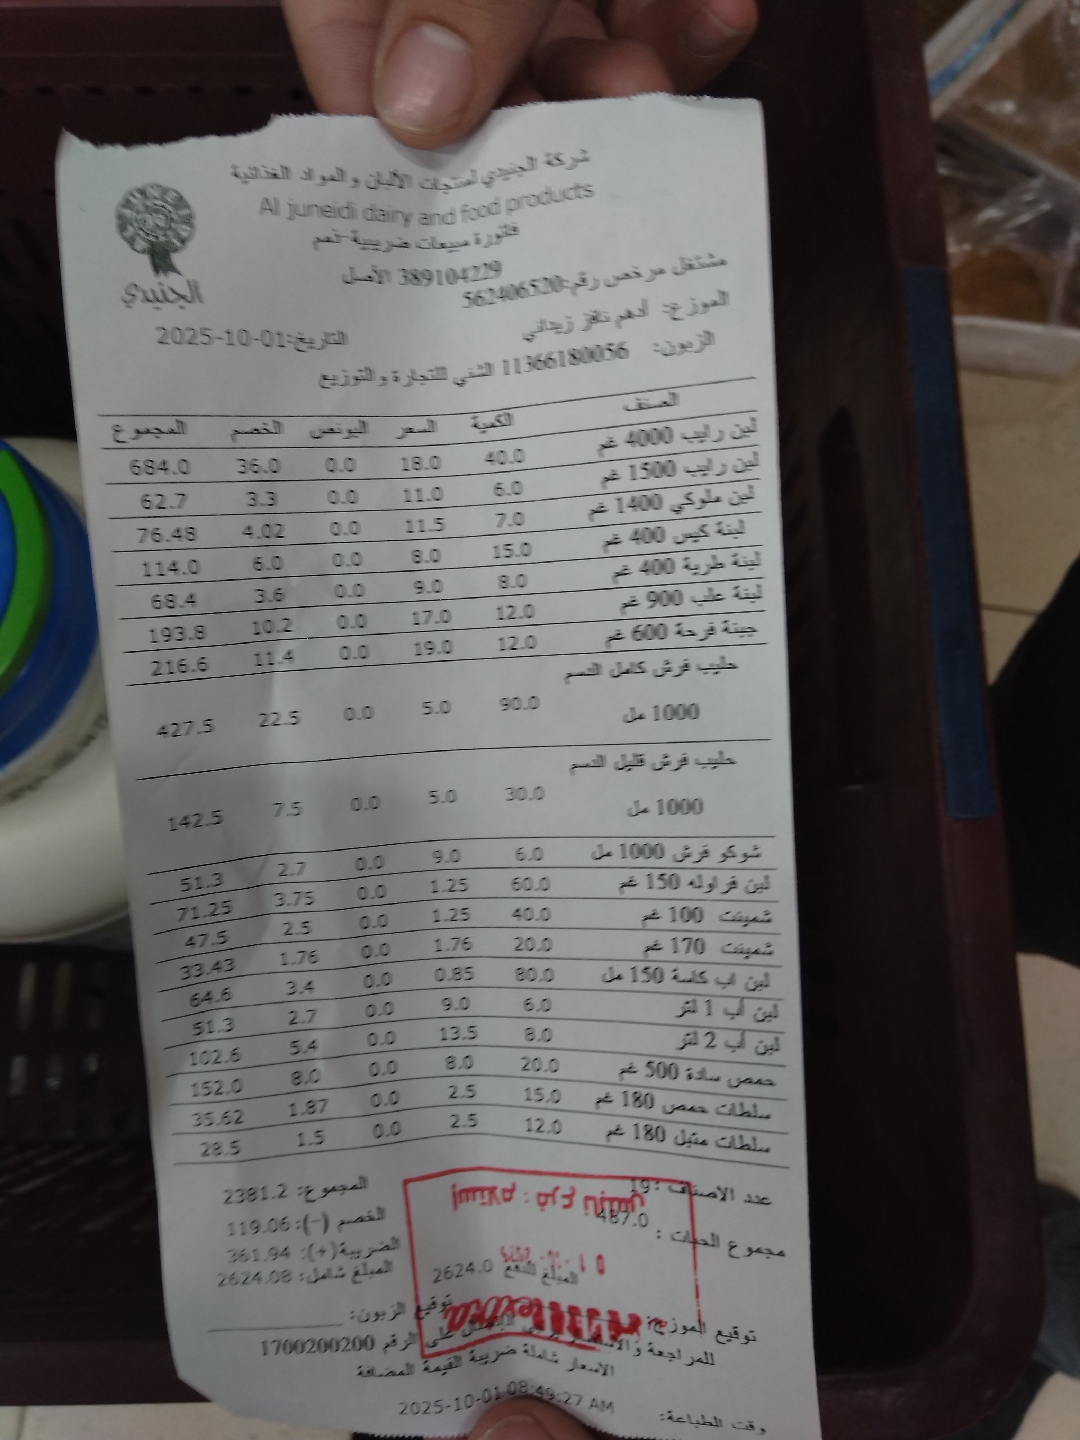 شركة الجنيدي لمنتجات الألبان و المواد الغذائية
Al juneidi dairy and food products
الجنيدي
فاتورة مبيعات ضريبية-نعم
389104229 الأصل
مشتغل مرخص رقم:562406520
الموزع: أدهم نافز زيداني
التاريخ:2025-10-01
الزبون: 11366180056 الشني للتجارة والتوزيع
الصنف الكمية السعر البونص الخصم المجموع
لبن رايب 4000 غم 40.0 18.0 0.0 36.0 684.0
لبن رايب 1500 غم 6.0 11.0 0.0 3.3 62.7
لبن ملوكي 1400 غم 7.0 11.5 0.0 4.02 76.48
لبنة كيس 400 غم 15.0 8.0 0.0 6.0 114.0
لبنة طرية 400 غم 8.0 9.0 0.0 3.6 68.4
لبنة علب 900 غم 12.0 17.0 0.0 10.2 193.8
جبنة فرحة 600 غم 12.0 19.0 0.0 11.4 216.6
حليب فرش كامل الدسم
1000 مل 90.0 5.0 0.0 22.5 427.5
حليب فرش قليل الدسم
1000 مل 30.0 5.0 0.0 7.5 142.5
شوكو فرش 1000 مل 6.0 9.0 0.0 2.7 51.3
لبن فراوله 150 غم 60.0 1.25 0.0 3.75 71.25
شمينت 100 غم 40.0 1.25 0.0 2.5 47.5
شمينت 170 غم 20.0 1.76 0.0 1.76 33.43
لبن اب كاسة 150 مل 80.0 0.85 0.0 3.4 64.6
لبن أب 1 لتر 6.0 9.0 0.0 2.7 51.3
لبن أب 2 لتر 8.0 13.5 0.0 5.4 102.6
حمص سادة 500 غم 20.0 8.0 0.0 8.0 152.0
سلطات حمص 180 غم 15.0 2.5 0.0 1.87 35.62
سلطات متبل 180 غم 12.0 2.5 0.0 1.5 28.5
عدد الاصناف :19
المجموع: 2381.2
مجموع الحبات : 487.0
الخصم (-): 119.06
الضريبة(+): 361.94
المبلغ شامل: 2624.08
المبلغ الدفع 2624.0
إستلام : فرع نابلس
توقيع الموزع:
توقيع الزبون:
للمراجعة على الرقم 1700200200
الاسعار شاملة ضريبة القيمة المضافة
وقت الطباعة: 2025-10-01 08:49:27 AM